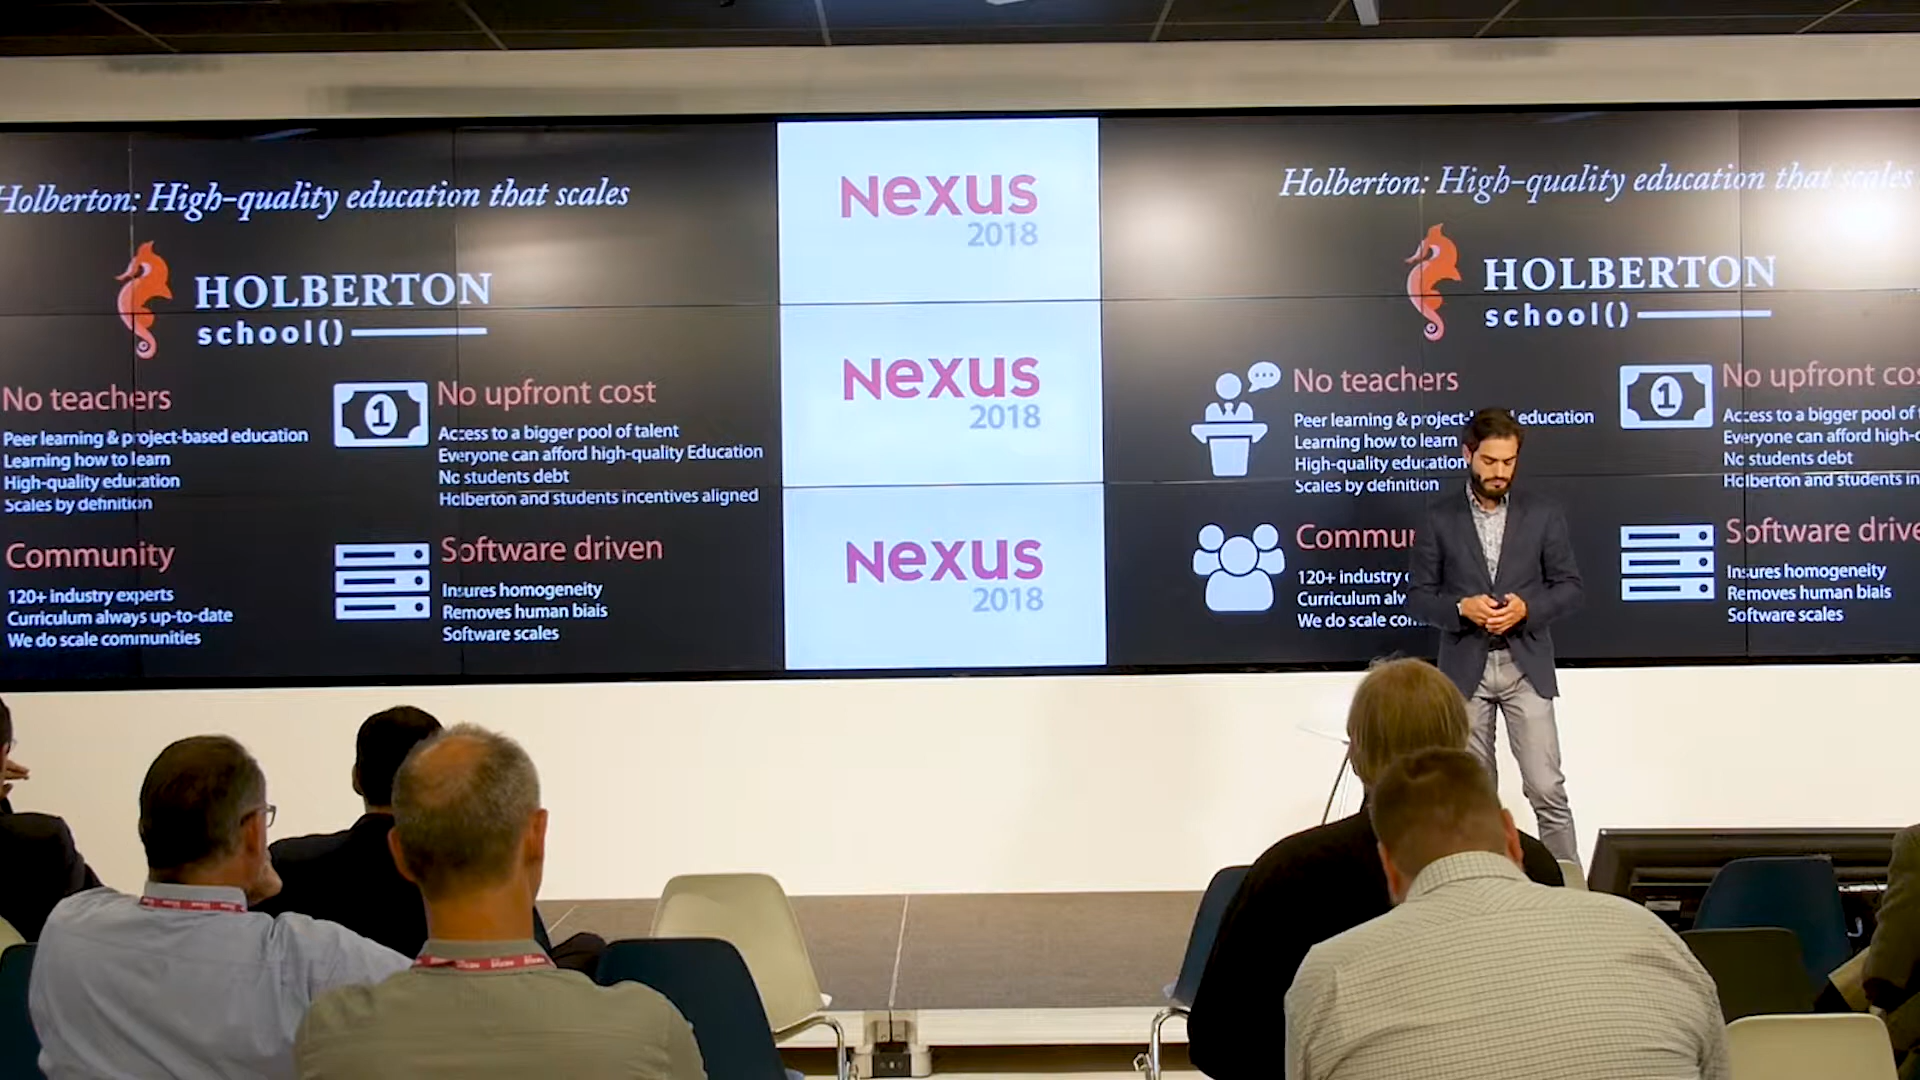 Holberton: High-quality education that scales
HOLBERTON
school()
No teachers
Peer learning & project-based education
Learning how to learn
High-quality education
Scales by definition
No upfront cost
Access to a bigger pool of talent
Everyone can afford high-quality Education
No students debt
Holberton and students incentives aligned
Community
120+ industry experts
Curriculum always up-to-date
We do scale communities
Software driven
Insures homogeneity
Removes human biais
Software scales
Nexus
2018
Nexus
2018
Nexus
2018
Holberton: High-quality education that scales
HOLBERTON
school()
No teachers
Peer learning & project- education
Learning how to learn
High-quality education
Scales by definition
No upfront cos
Access to a bigger pool of
Everyone can afford high-
No students debt
Holberton and students in
Commu
120+ industry
Curriculum alw
We do scale com
Software drive
Insures homogeneity
Removes human biais
Software scales